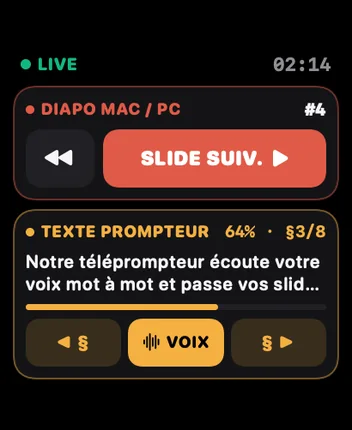 LIVE 02:14
DIAPO MAC / PC #4
SLIDE SUIV.
TEXTE PROMPTEUR 64% · §3/8
Notre téléprompteur écoute votre
voix mot à mot et passe vos slid...
§ VOIX §